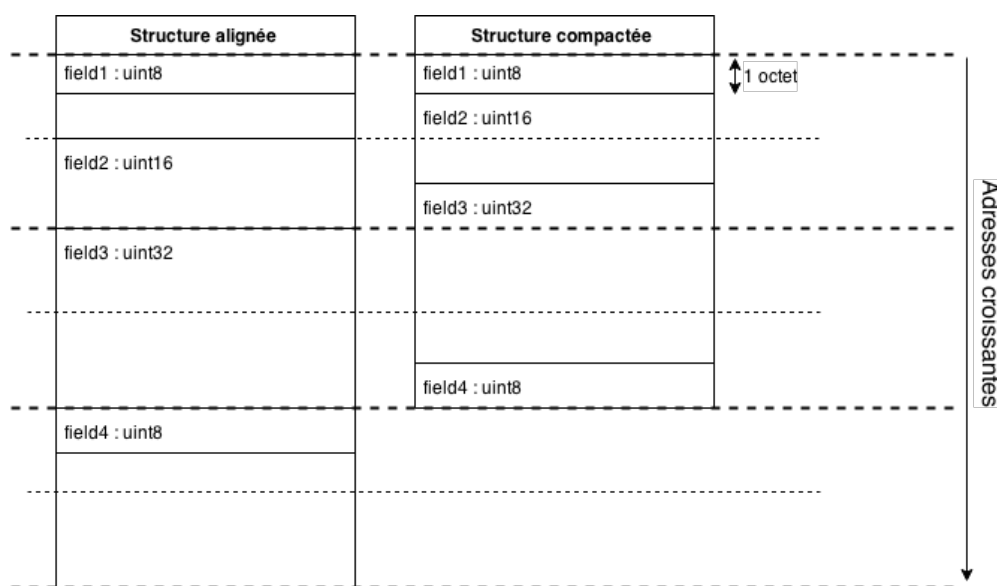 Structure alignée
field1 : uint8
field2 : uint16
field3 : uint32
field4 : uint8
Structure compactée
field1 : uint8
field2 : uint16
field3 : uint32
field4 : uint8
1 octet
Adresses croissantes